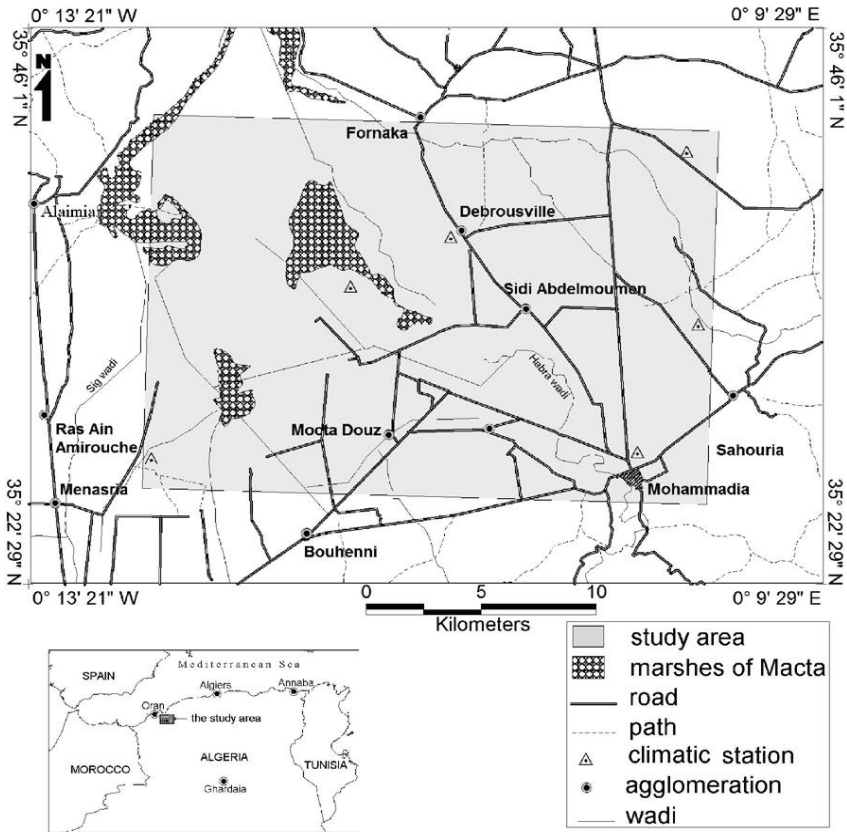 0° 13' 21" W
0° 9' 29" E
35° 46' 1" N
35° 46' 1" N
N
Fornaka
Alaimia
Debrousville
Sidi Abdelmoumen
Sig wadi
Habra wadi
Ras Ain
Amirouche
Mocta Douz
Sahouria
Menasria
Mohammadia
Bouhenni
35° 22' 29" N
35° 22' 29" N
0° 13' 21" W
0° 9' 29" E
0
5
10
Kilometers
study area
marshes of Macta
road
path
climatic station
agglomeration
wadi
Mediterranean Sea
SPAIN
Algiers
Annaba
Oran
the study area
ALGERIA
MOROCCO
TUNISIA
Ghardaia